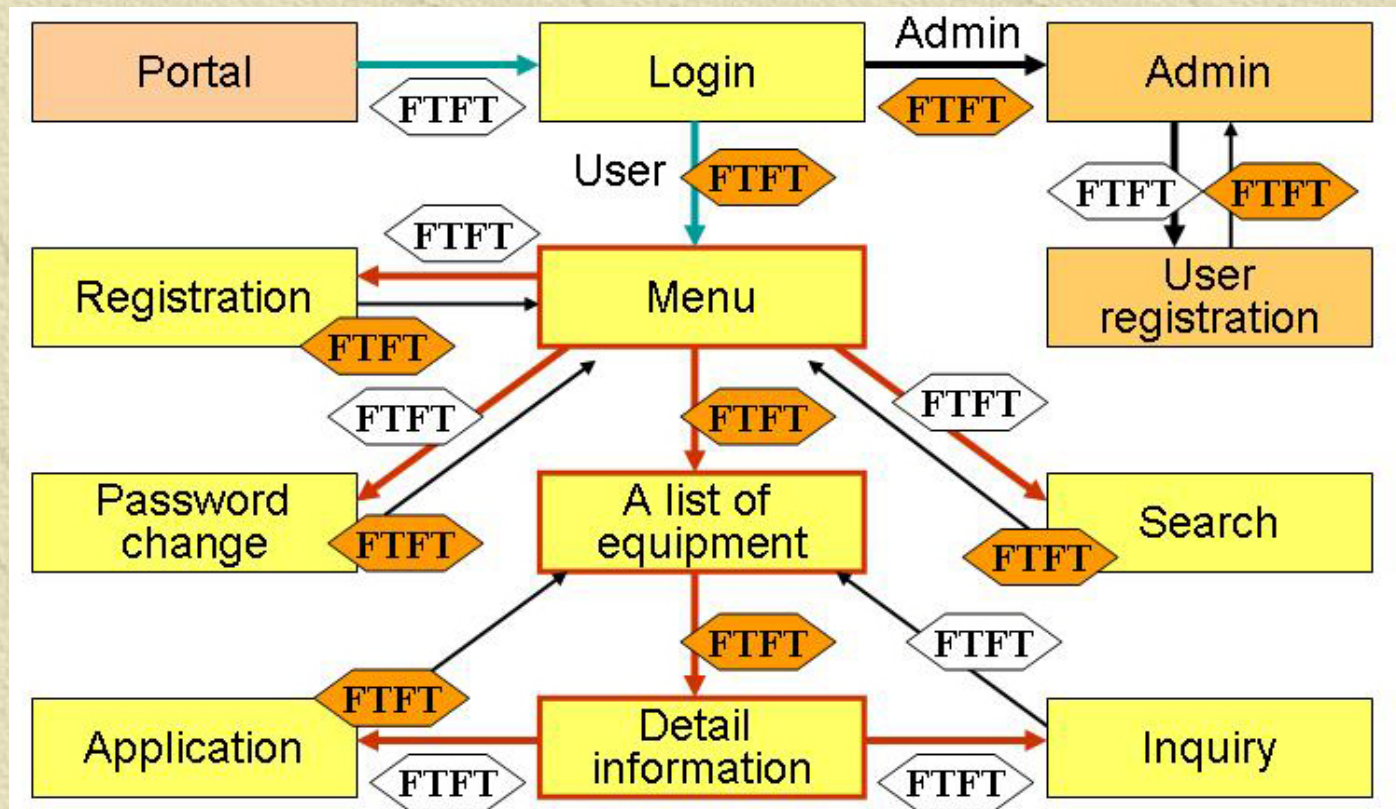 Portal
FTFT
Login
Admin
FTFT
Admin
User
FTFT
FTFT
FTFT
FTFT
Registration
FTFT
Menu
User
registration
FTFT
FTFT
FTFT
Password
change
FTFT
A list of
equipment
FTFT
Search
FTFT
FTFT
FTFT
Application
FTFT
Detail
information
FTFT
Inquiry